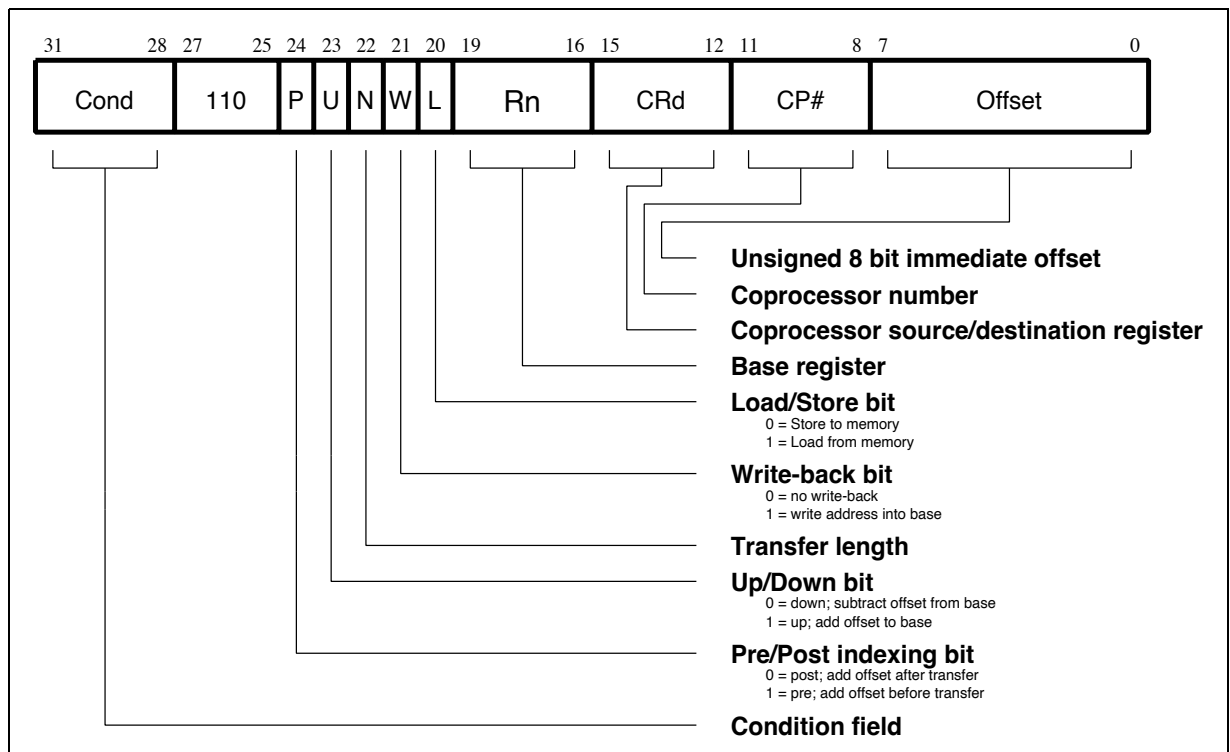 31 28 27 25 24 23 22 21 20 19 16 15 12 11 8 7 0
Cond 110 P U N W L Rn CRd CP# Offset
Unsigned 8 bit immediate offset
Coprocessor number
Coprocessor source/destination register
Base register
Load/Store bit
0 = Store to memory
1 = Load from memory
Write-back bit
0 = no write-back
1 = write address into base
Transfer length
Up/Down bit
0 = down; subtract offset from base
1 = up; add offset to base
Pre/Post indexing bit
0 = post; add offset after transfer
1 = pre; add offset before transfer
Condition field